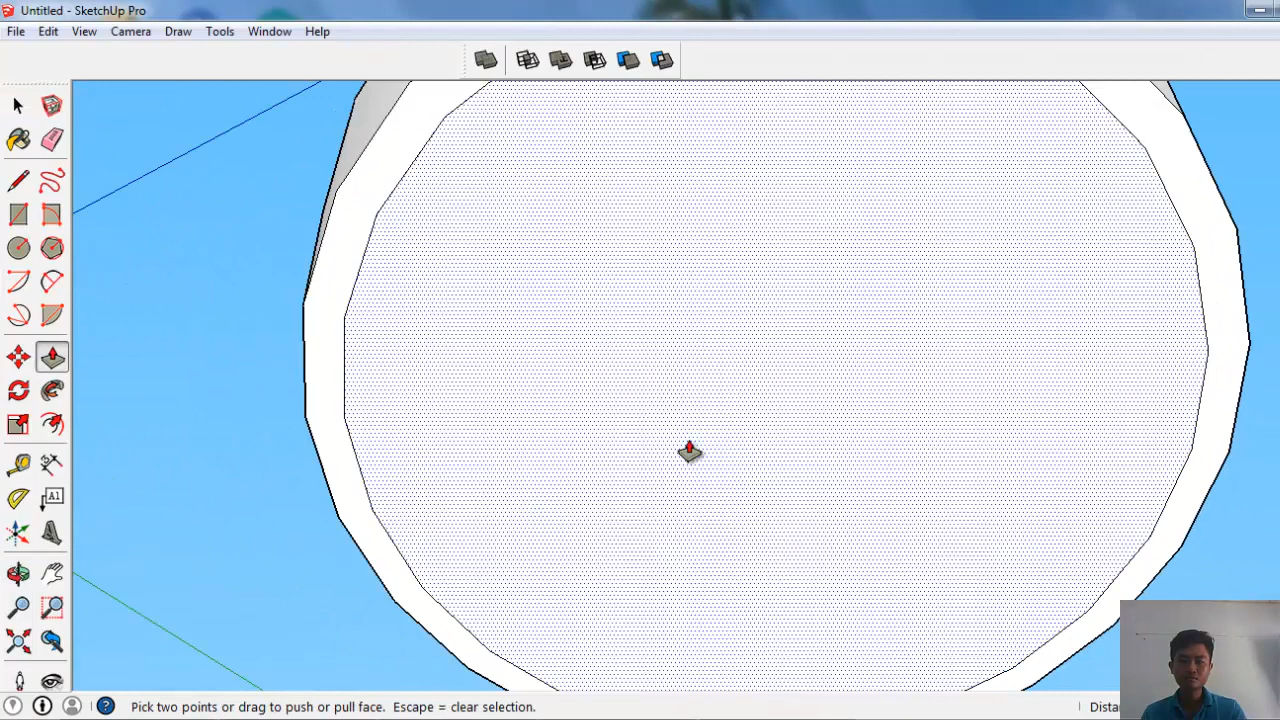 Untitled - SketchUp Pro
File Edit View Camera Draw Tools Window Help
A1
Pick two points or drag to push or pull face. Escape = clear selection.